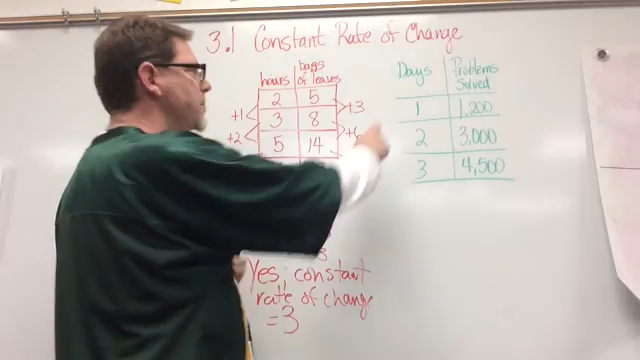 3.1 Constant Rate of Change
hours Bags of leaves
2 5
3 8
5 14
+1
+2
+3
+6
3
Yes, constant
rate of change
= 3
Days Problems Solved
1 1,200
2 3,000
3 4,500